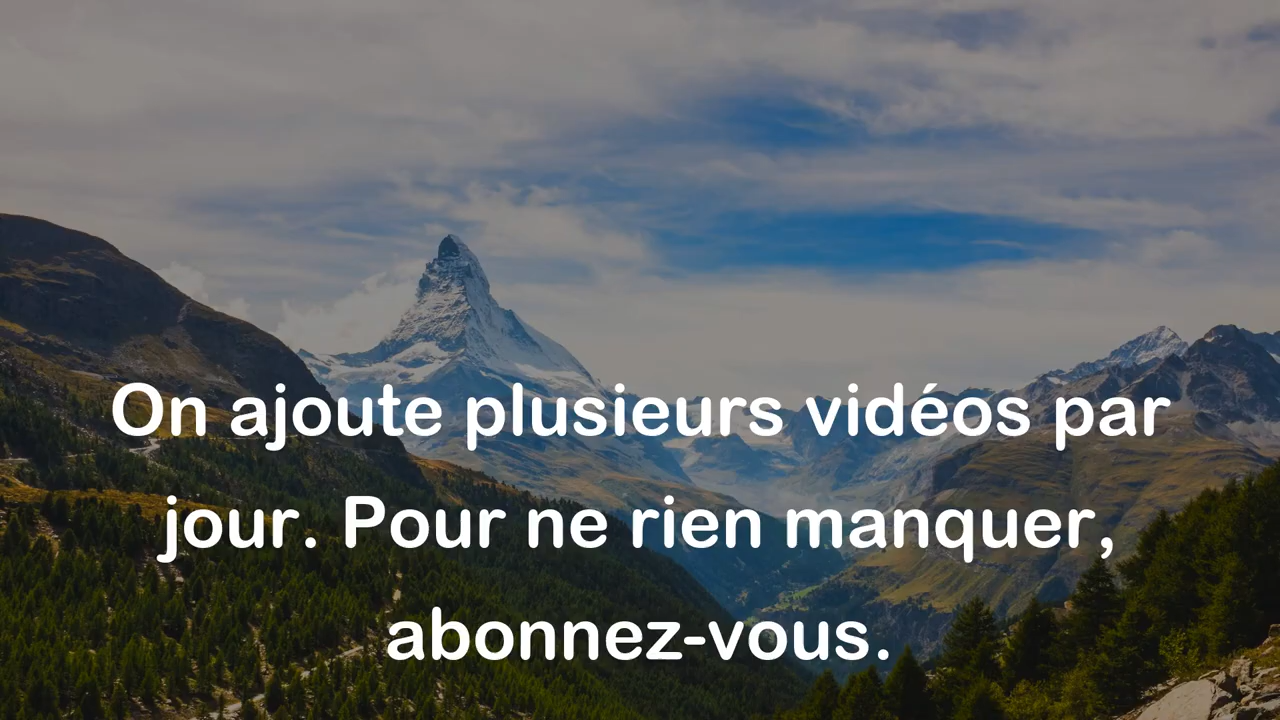 On ajoute plusieurs vidéos par
jour. Pour ne rien manquer,
abonnez-vous.